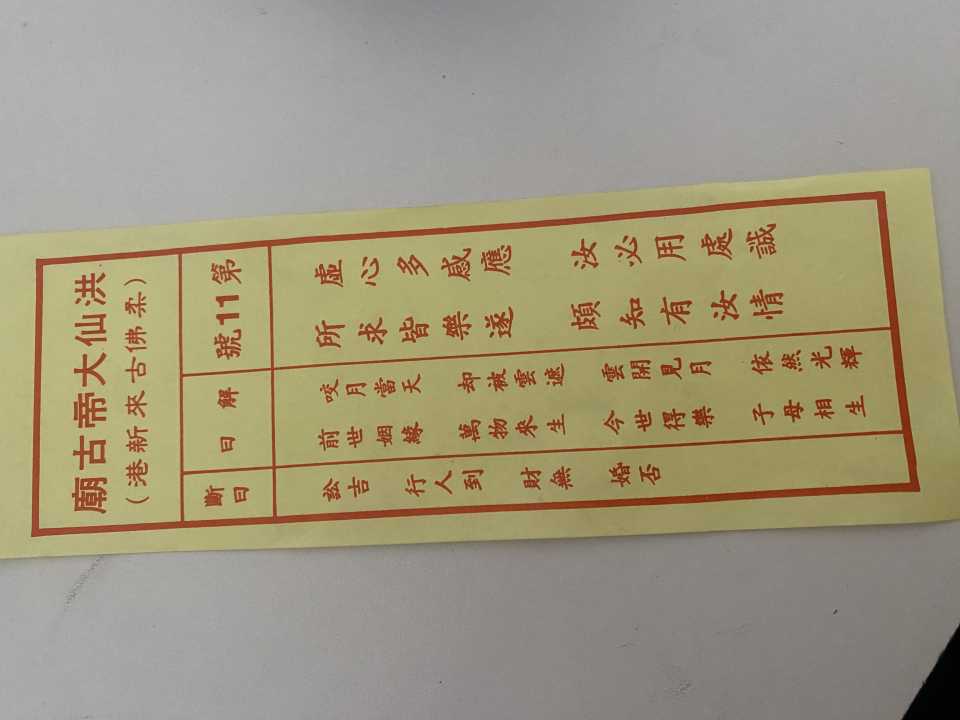 洪仙大帝古廟
(柔佛古來新港)
第11號
虛心多感應 汝必用處誠
所求皆樂遂 頗知有汝情
解曰
咬月當天 却被雲遮 雲開見月 依然光輝
前世姻緣 萬物來生 今世得樂 子母相生
斷曰
訟吉 行人到 財無 婚否